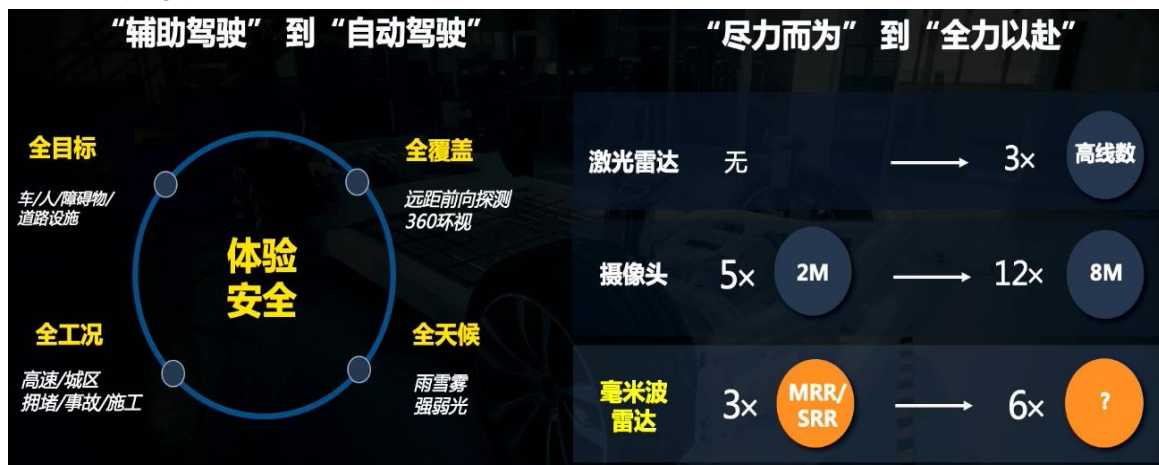 “辅助驾驶” 到 “自动驾驶”
全目标
车/人/障碍物/
道路设施
全覆盖
远距前向探测
360环视
体验
安全
全工况
高速/城区
拥堵/事故/施工
全天候
雨雪雾
强弱光
“尽力而为” 到 “全力以赴”
激光雷达 无 3× 高线数
摄像头 5× 2M 12× 8M
毫米波
雷达
3× MRR/
SRR
6× ?